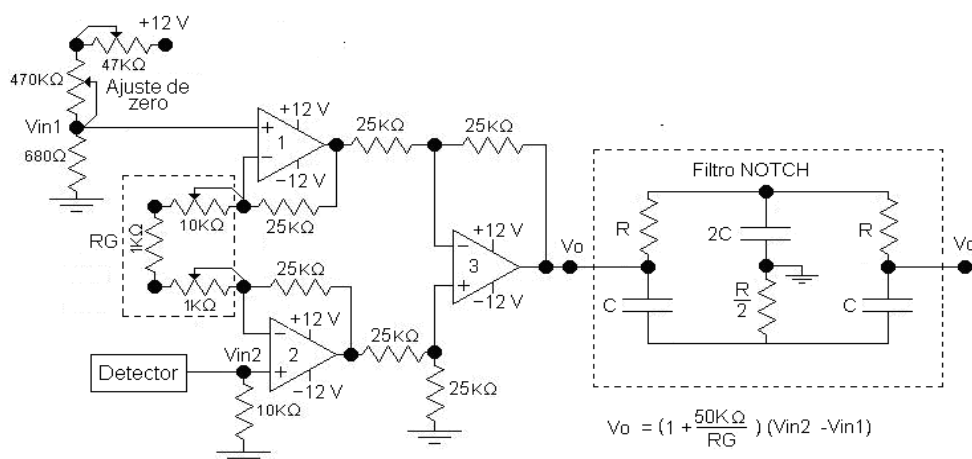 +12 V
47KΩ
470KΩ
Ajuste de
zero
Vin1
680Ω
+12 V
+
1
−
−12 V
25KΩ
25KΩ
25KΩ
10KΩ
RG
1KΩ
1KΩ
25KΩ
+12 V
−
2
+
−12 V
Vin2
Detector
10KΩ
25KΩ
25KΩ
+12 V
−
3
+
−12 V
Vo
Filtro NOTCH
R
2C
R
C
R
2
C
Vo
Vo = (1 + 50KΩ
RG
) (Vin2 -Vin1)